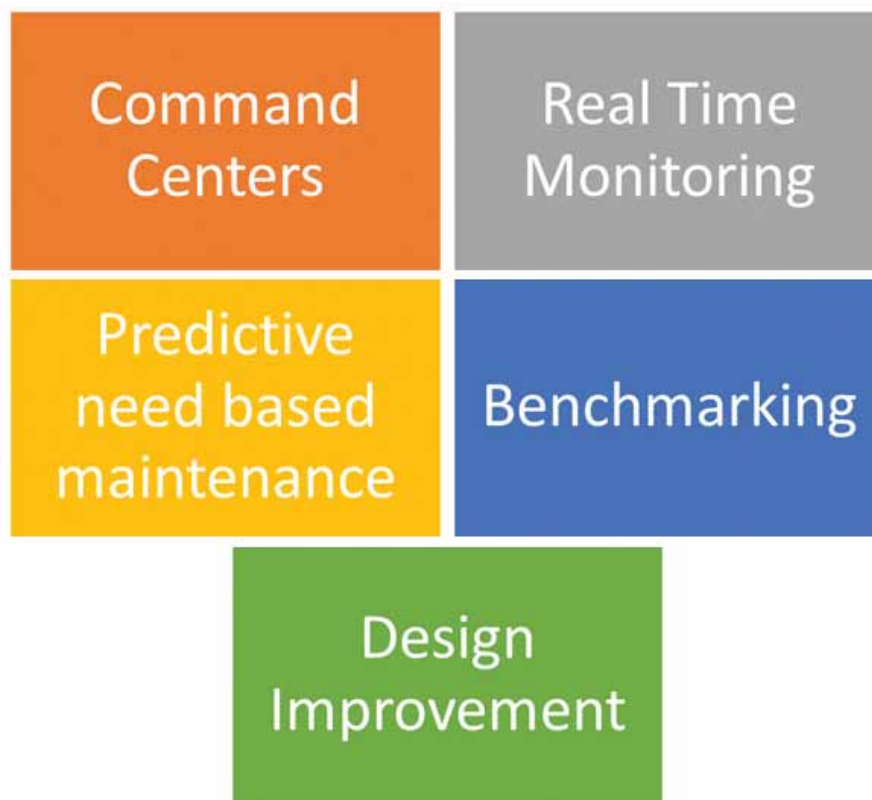 Command
Centers
Real Time
Monitoring
Predictive
need based
maintenance
Benchmarking
Design
Improvement